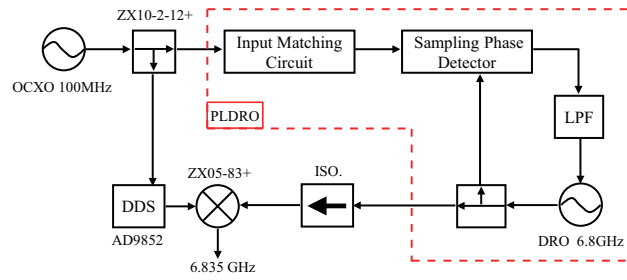 ZX10-2-12+
Input Matching
Circuit
Sampling Phase
Detector
OCXO 100MHz
PLDRO
LPF
ZX05-83+
ISO.
DDS
AD9852
DRO 6.8GHz
6.835 GHz